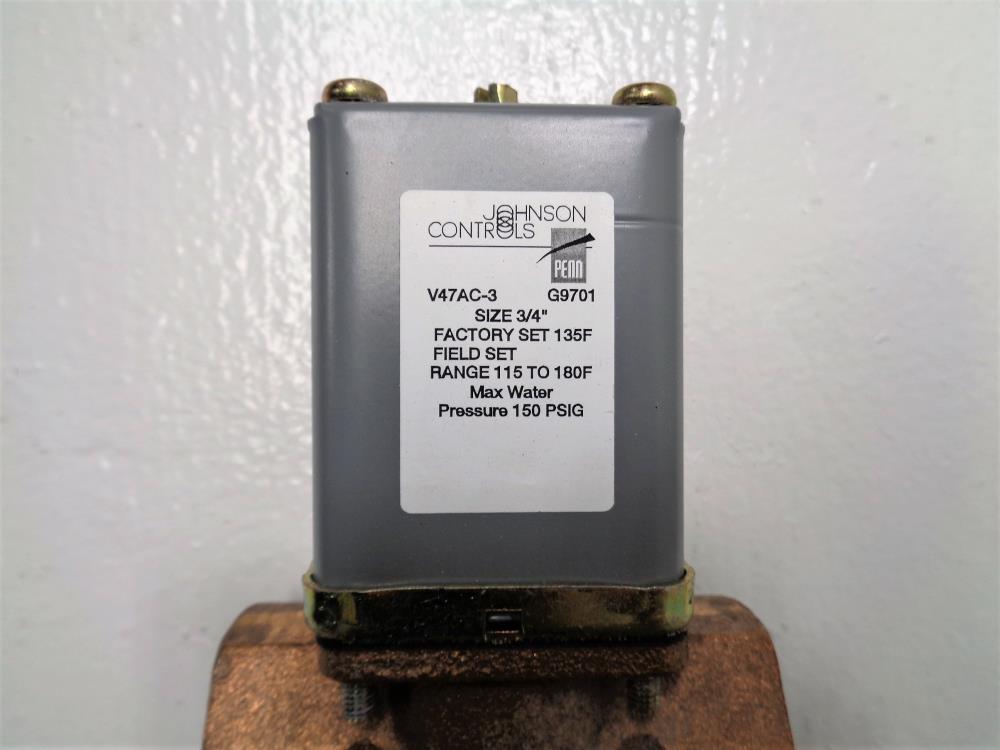 JOHNSON
CONTROLS
PENN
V47AC-3 G9701
SIZE 3/4"
FACTORY SET 135F
FIELD SET
RANGE 115 TO 180F
Max Water
Pressure 150 PSIG